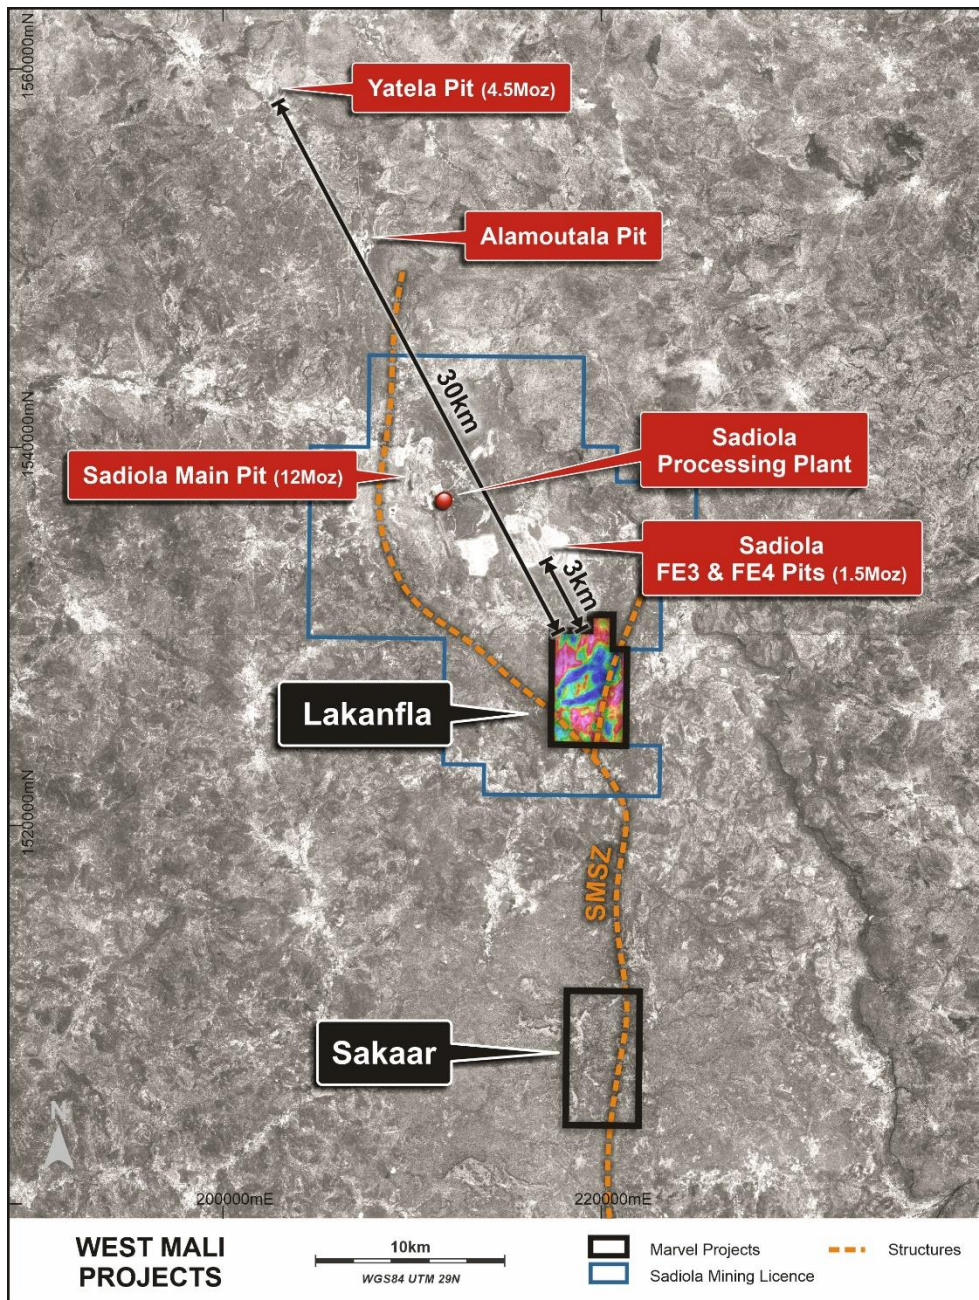 1560000mN
Yatela Pit (4.5Moz)
Alamoutala Pit
30km
1540000mN
Sadiola
Processing Plant
Sadiola Main Pit (12Moz)
Sadiola
FE3 & FE4 Pits (1.5Moz)
3km
Lakanfla
1520000mN
SMSZ
Sakaar
N
200000mE
220000mE
WEST MALI
PROJECTS
10km
WGS84 UTM 29N
Marvel Projects
Sadiola Mining Licence
Structures